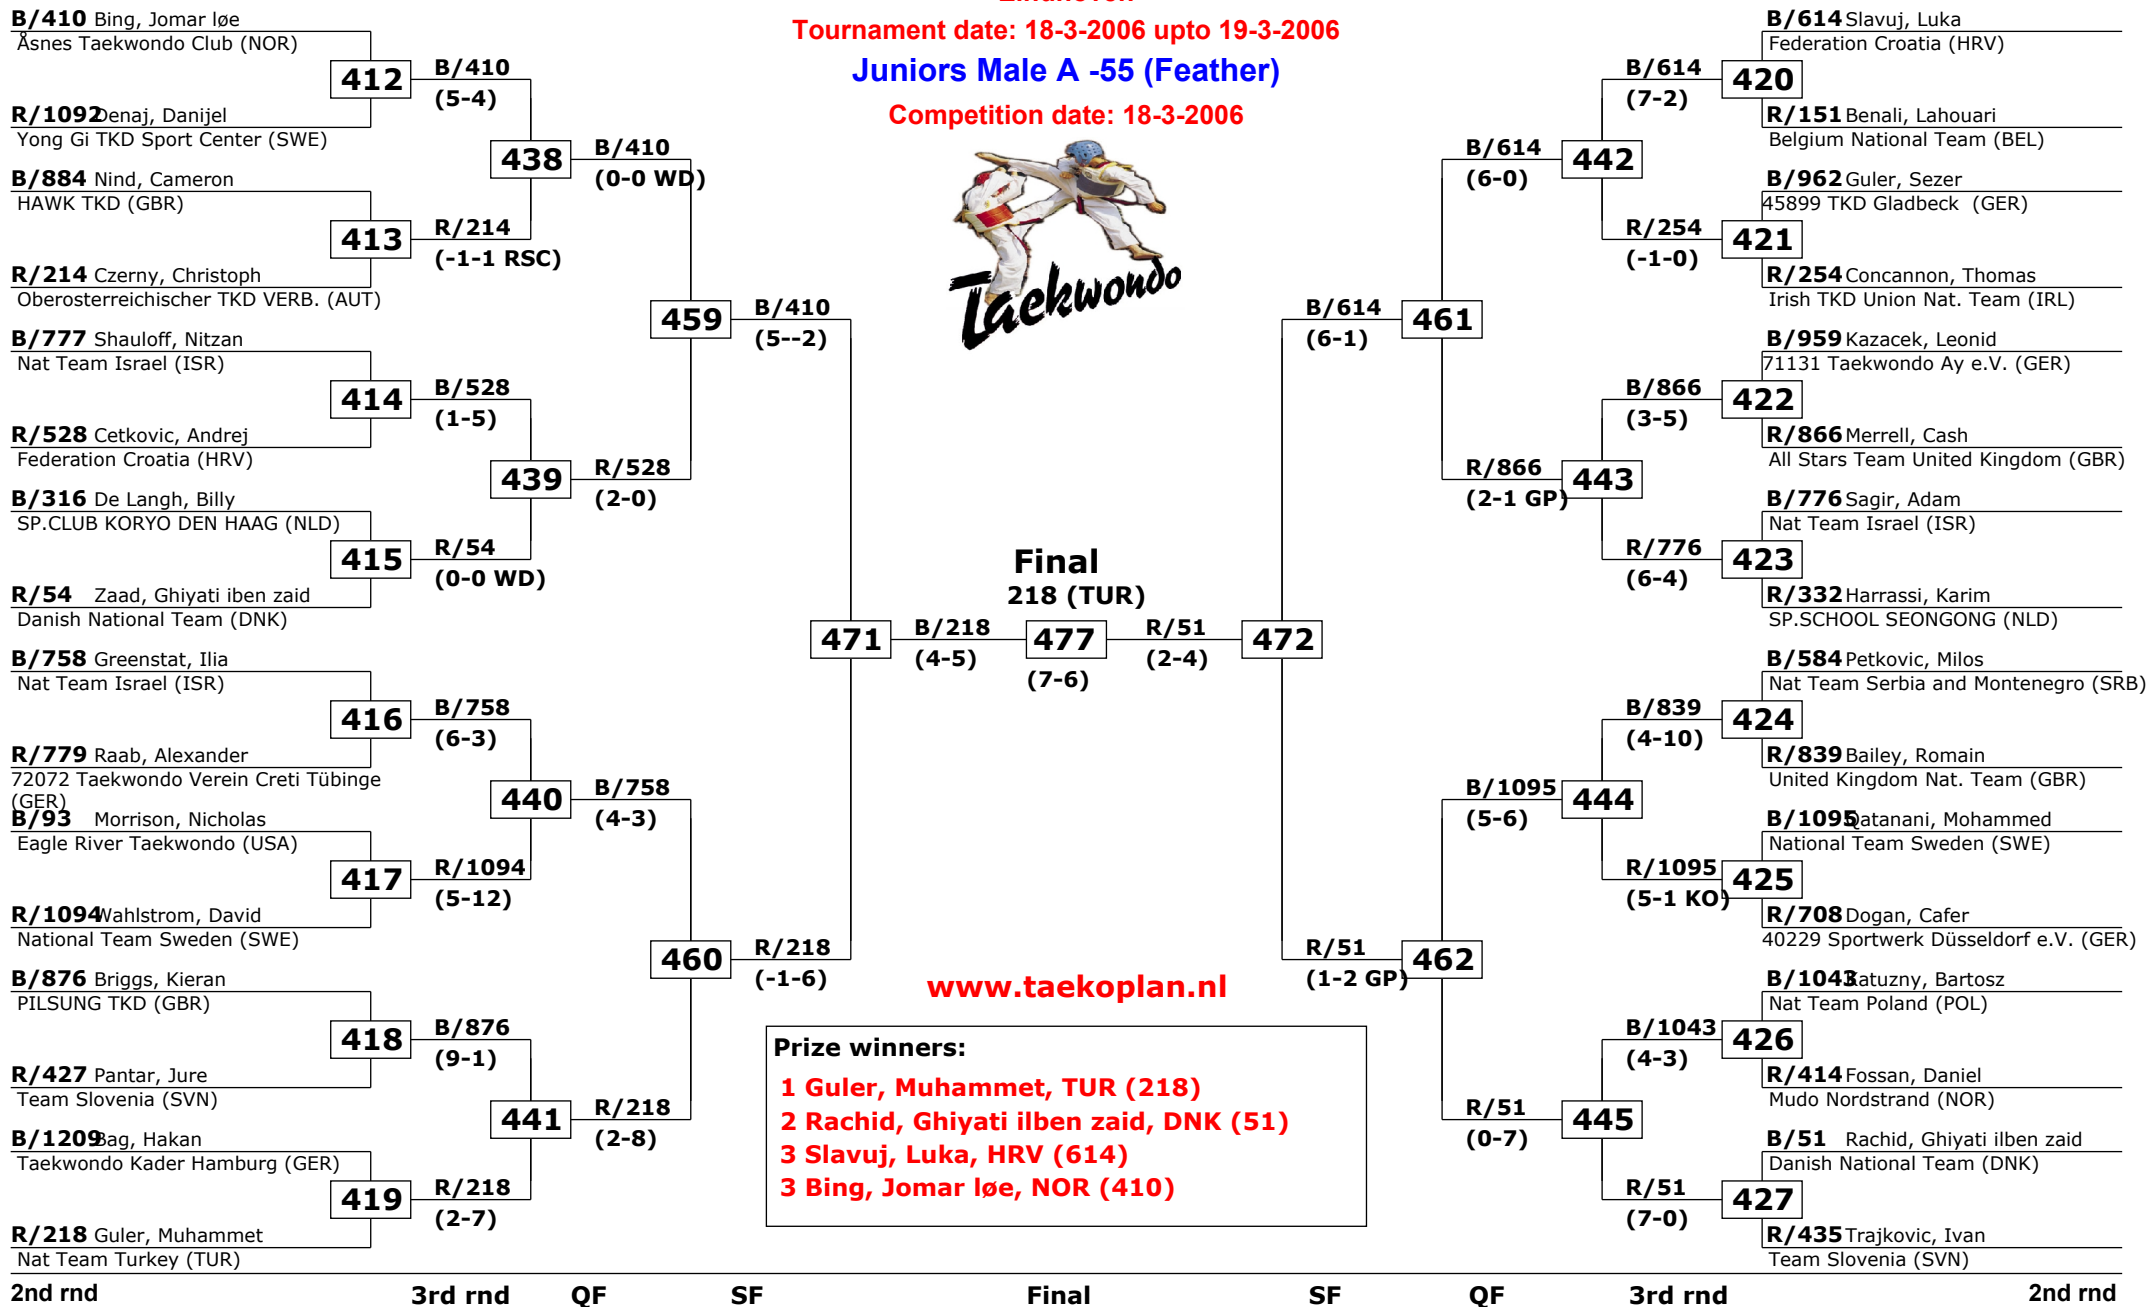 Tournament date: 18-3-2006 upto 19-3-2006
Juniors Male A -55 (Feather)
Competition date: 18-3-2006
Taekwondo
B/410 Bing, Jomar løe
Åsnes Taekwondo Club (NOR)
412
B/410
(5-4)
R/1092 Denaj, Danijel
Yong Gi TKD Sport Center (SWE)
438
B/410
(0-0 WD)
B/884 Nind, Cameron
HAWK TKD (GBR)
413
R/214
(-1-1 RSC)
R/214 Czerny, Christoph
Oberosterreichischer TKD VERB. (AUT)
459
B/410
(5--2)
B/777 Shauloff, Nitzan
Nat Team Israel (ISR)
414
B/528
(1-5)
R/528 Cetkovic, Andrej
Federation Croatia (HRV)
439
R/528
(2-0)
B/316 De Langh, Billy
SP.CLUB KORYO DEN HAAG (NLD)
415
R/54
(0-0 WD)
R/54 Zaad, Ghiyati iben zaid
Danish National Team (DNK)
471
B/218
(4-5)
B/758 Greenstat, Ilia
Nat Team Israel (ISR)
416
B/758
(6-3)
R/779 Raab, Alexander
72072 Taekwondo Verein Creti Tübinge
(GER)
440
B/758
(4-3)
B/93 Morrison, Nicholas
Eagle River Taekwondo (USA)
417
R/1094
(5-12)
R/1094 Wahlstrom, David
National Team Sweden (SWE)
460
R/218
(-1-6)
B/876 Briggs, Kieran
PILSUNG TKD (GBR)
418
B/876
(9-1)
R/427 Pantar, Jure
Team Slovenia (SVN)
441
R/218
(2-8)
B/1209 Bag, Hakan
Taekwondo Kader Hamburg (GER)
419
R/218
(2-7)
R/218 Guler, Muhammet
Nat Team Turkey (TUR)
Final
218 (TUR)
477
(7-6)
B/614 Slavuj, Luka
Federation Croatia (HRV)
B/614
(7-2)
420
R/151 Benali, Lahouari
Belgium National Team (BEL)
B/614
(6-0)
442
B/962 Guler, Sezer
45899 TKD Gladbeck (GER)
R/254
(-1-0)
421
R/254 Concannon, Thomas
Irish TKD Union Nat. Team (IRL)
B/614
(6-1)
461
B/959 Kazacek, Leonid
71131 Taekwondo Ay e.V. (GER)
B/866
(3-5)
422
R/866 Merrell, Cash
All Stars Team United Kingdom (GBR)
R/866
(2-1 GP)
443
B/776 Sagir, Adam
Nat Team Israel (ISR)
R/776
(6-4)
423
R/332 Harrassi, Karim
SP.SCHOOL SEONGONG (NLD)
R/51
(2-4)
472
B/584 Petkovic, Milos
Nat Team Serbia and Montenegro (SRB)
B/839
(4-10)
424
R/839 Bailey, Romain
United Kingdom Nat. Team (GBR)
B/1095
(5-6)
444
B/1095 Qatanani, Mohammed
National Team Sweden (SWE)
R/1095
(5-1 KO)
425
R/708 Dogan, Cafer
40229 Sportwerk Düsseldorf e.V. (GER)
R/51
(1-2 GP)
462
B/1043 Katuzny, Bartosz
Nat Team Poland (POL)
B/1043
(4-3)
426
R/414 Fossan, Daniel
Mudo Nordstrand (NOR)
R/51
(0-7)
445
B/51 Rachid, Ghiyati ilben zaid
Danish National Team (DNK)
R/51
(7-0)
427
R/435 Trajkovic, Ivan
Team Slovenia (SVN)
www.taekoplan.nl
Prize winners:
1 Guler, Muhammet, TUR (218)
2 Rachid, Ghiyati ilben zaid, DNK (51)
3 Slavuj, Luka, HRV (614)
3 Bing, Jomar løe, NOR (410)
2nd rnd 3rd rnd QF SF Final SF QF 3rd rnd 2nd rnd